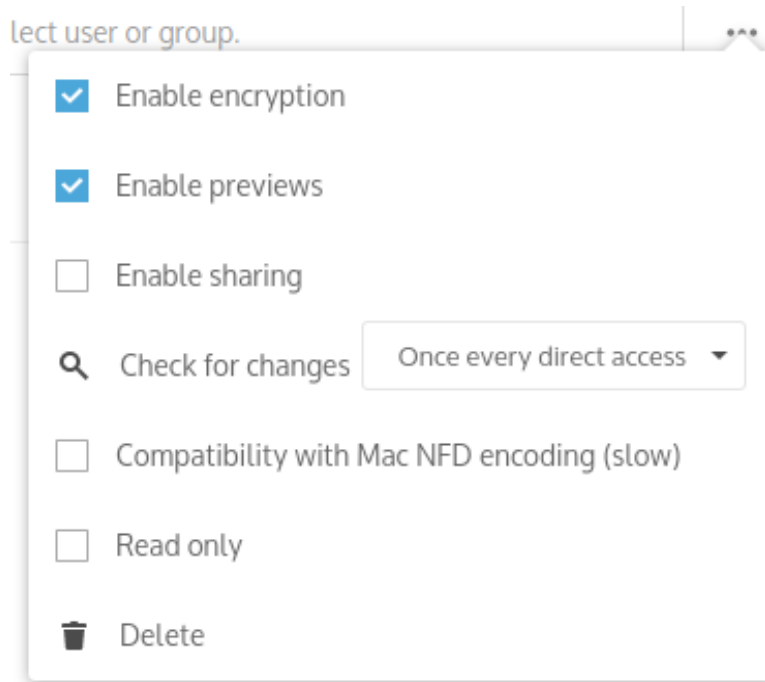 lect user or group.
Enable encryption
Enable previews
Enable sharing
Check for changes Once every direct access
Compatibility with Mac NFD encoding (slow)
Read only
Delete